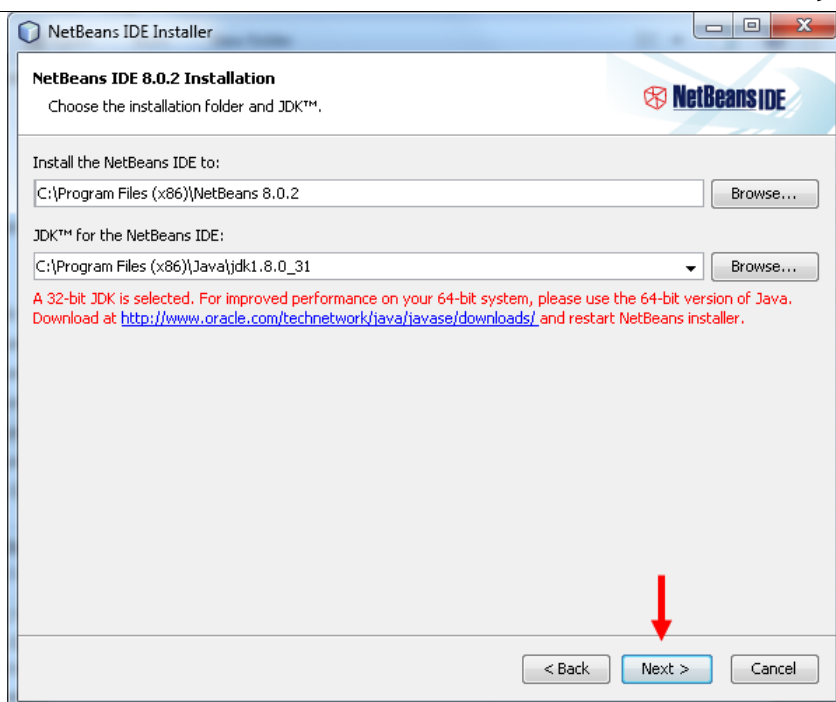 NetBeans IDE Installer
NetBeans IDE 8.0.2 Installation
Choose the installation folder and JDK™.
NetBeans IDE
Install the NetBeans IDE to:
C:\Program Files (x86)\NetBeans 8.0.2
Browse...
JDK™ for the NetBeans IDE:
C:\Program Files (x86)\Java\jdk1.8.0_31
Browse...
A 32-bit JDK is selected. For improved performance on your 64-bit system, please use the 64-bit version of Java.
Download at http://www.oracle.com/technetwork/java/javase/downloads/ and restart NetBeans installer.
< Back
Next >
Cancel